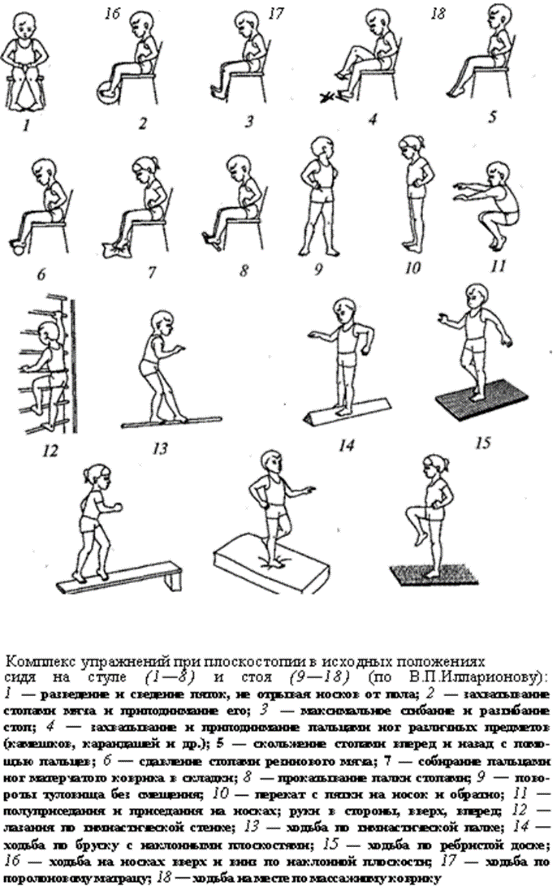 16 17 18
1 2 3 4 5
6 7 8 9 10 11
12 13 14 15
Комплекс упражнений при плоскостопии в исходных положениях
сидя на стуле (1—8) и стоя (9—18) (по В.П.Илларионову):
1 — разведение и сведение пяток, не отрывая носков от пола; 2 — захватывание
стопами мяча и приподнимание его; 3 — максимальное сгибание и разгибание
стоп; 4 — захватывание и приподнимание пальцами ног различных предметов
(камешков, карандашей и др.); 5 — скольжение стопами вперед и назад с помо-
щью пальцев; 6 — сдавление стопами резинового мяча; 7 — собирание пальцами
ног матерчатого коврика в складки; 8 — прокатывание палки стопами; 9 — пово-
роты туловища без смещения; 10 — перекат с пятки на носок и обратно; 11 —
полуприседания и приседания на носках; руки в стороны, вверх, вперед; 12 —
лазания по гимнастической стенке; 13 — ходьба по гимнастической палке; 14 —
ходьба по бруску с наклонными плоскостями; 15 — ходьба по ребристой доске;
16 — ходьба на носках вверх и вниз по наклонной плоскости; 17 — ходьба по
поролоновому матрацу; 18 — ходьба на месте по массажному коврику